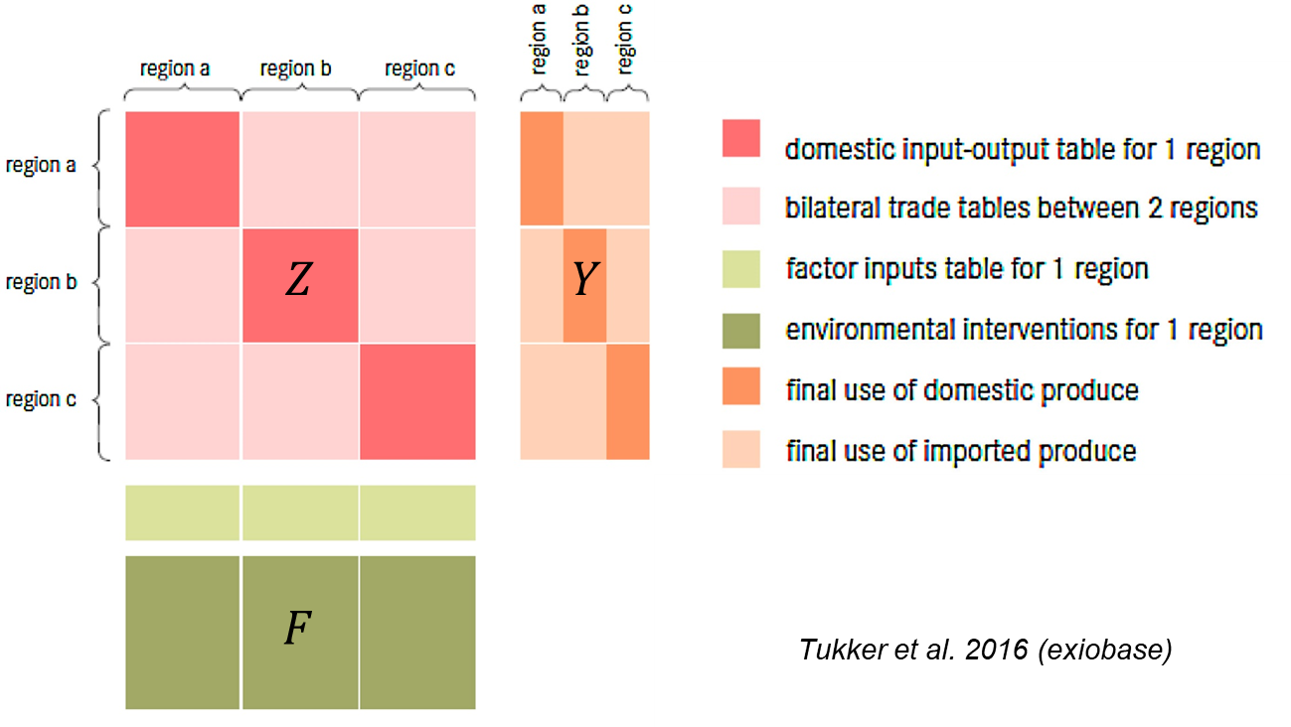 region a
region b
region c
region a
region b
region c
region a
region b
region c
Z
Y
F
domestic input-output table for 1 region
bilateral trade tables between 2 regions
factor inputs table for 1 region
environmental interventions for 1 region
final use of domestic produce
final use of imported produce
Tukker et al. 2016 (exiobase)